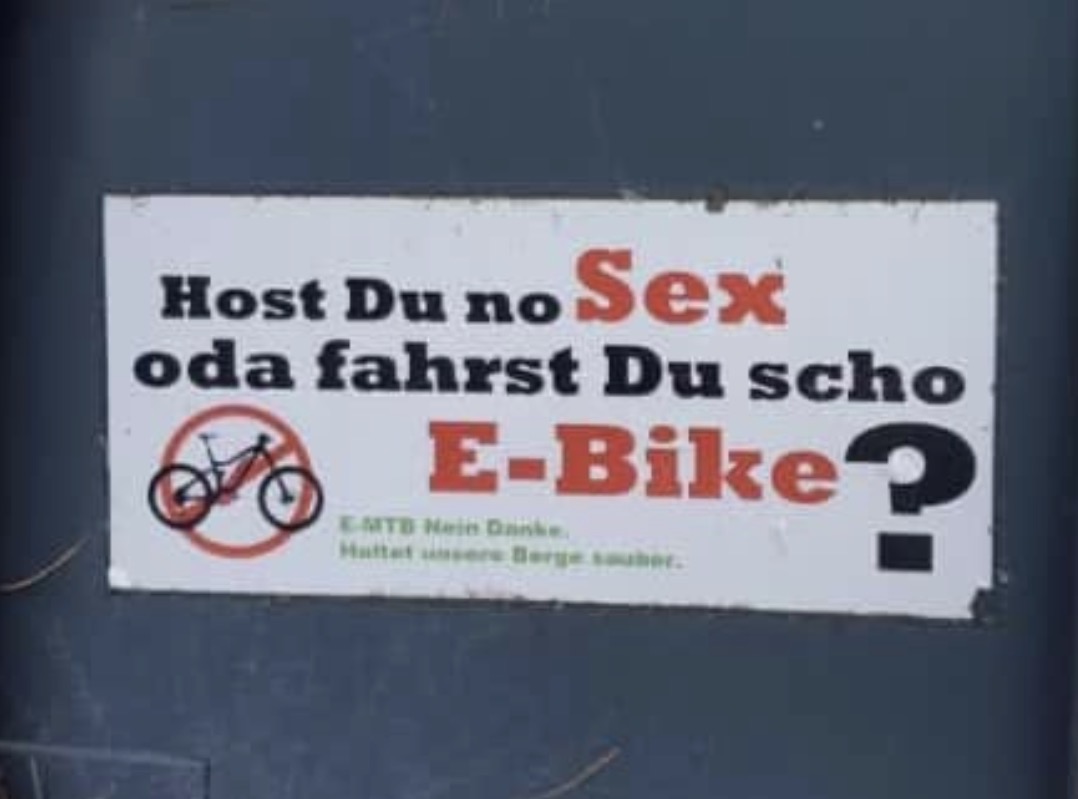 Host Du no Sex
oda fahrst Du scho
E-Bike?
E-MTB Nein Danke.
Haltet unsere Berge sauber.